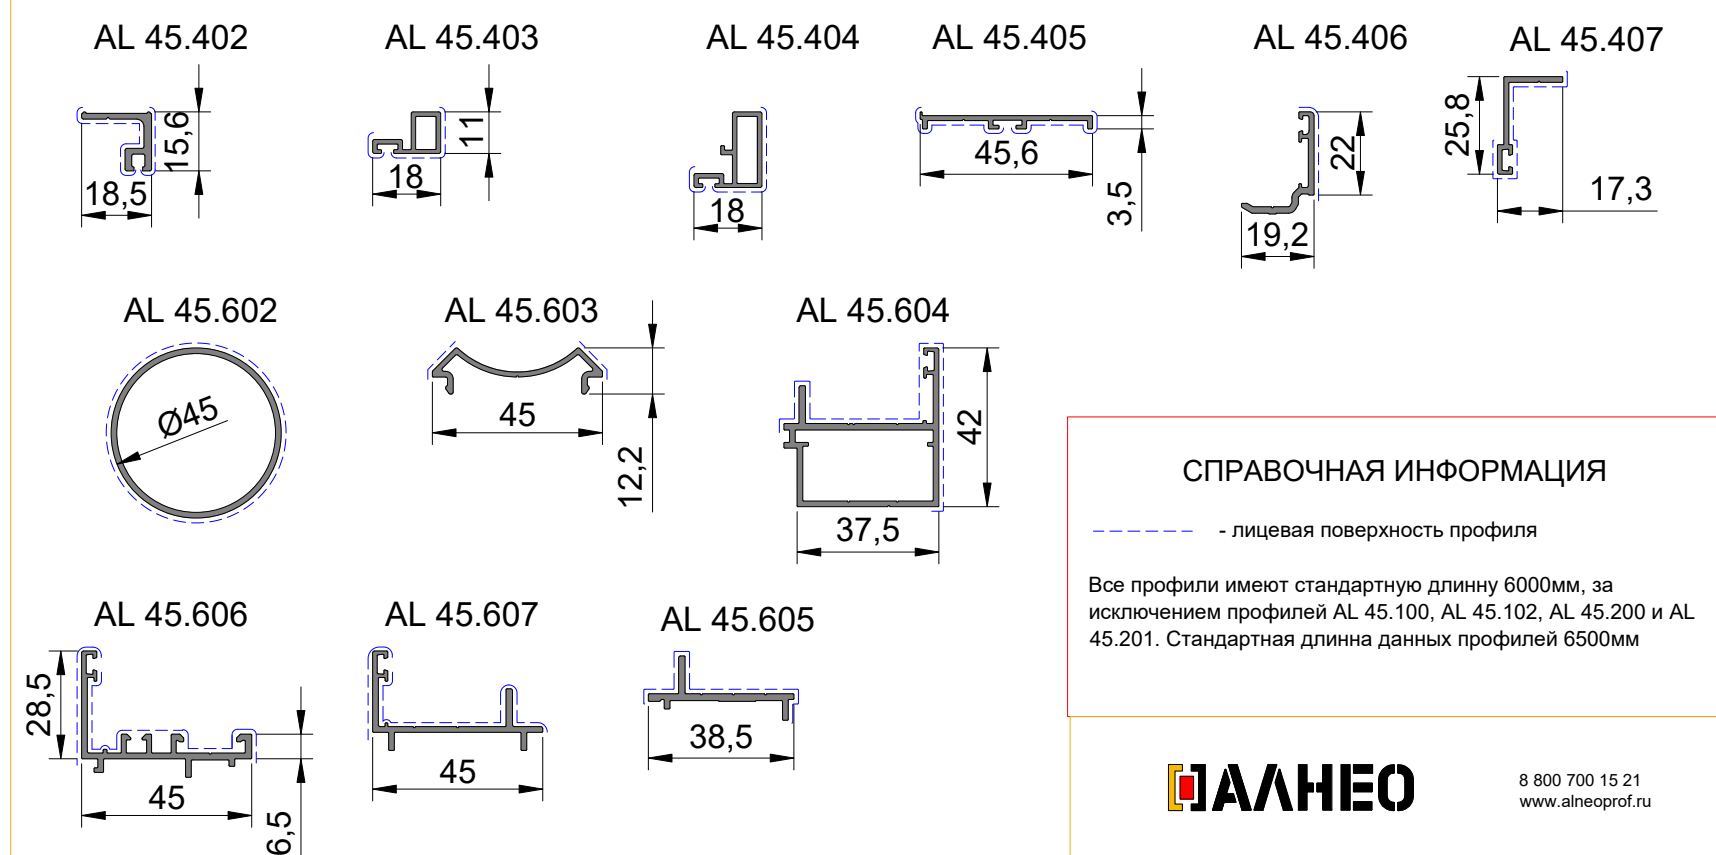 AL 45.402
AL 45.403
AL 45.404
AL 45.405
AL 45.406
AL 45.407
15,6
18,5
11
18
18
45,6
3,5
22
19,2
25,8
17,3
AL 45.602
AL 45.603
AL 45.604
Ø45
45
12,2
42
37,5
СПРАВОЧНАЯ ИНФОРМАЦИЯ
- лицевая поверхность профиля
Все профили имеют стандартную длинну 6000мм, за
исключением профилей AL 45.100, AL 45.102, AL 45.200 и AL
45.201. Стандартная длинна данных профилей 6500мм
AL 45.606
AL 45.607
AL 45.605
28,5
45
6,5
45
38,5
АЛНЕО
8 800 700 15 21
www.alneoprof.ru